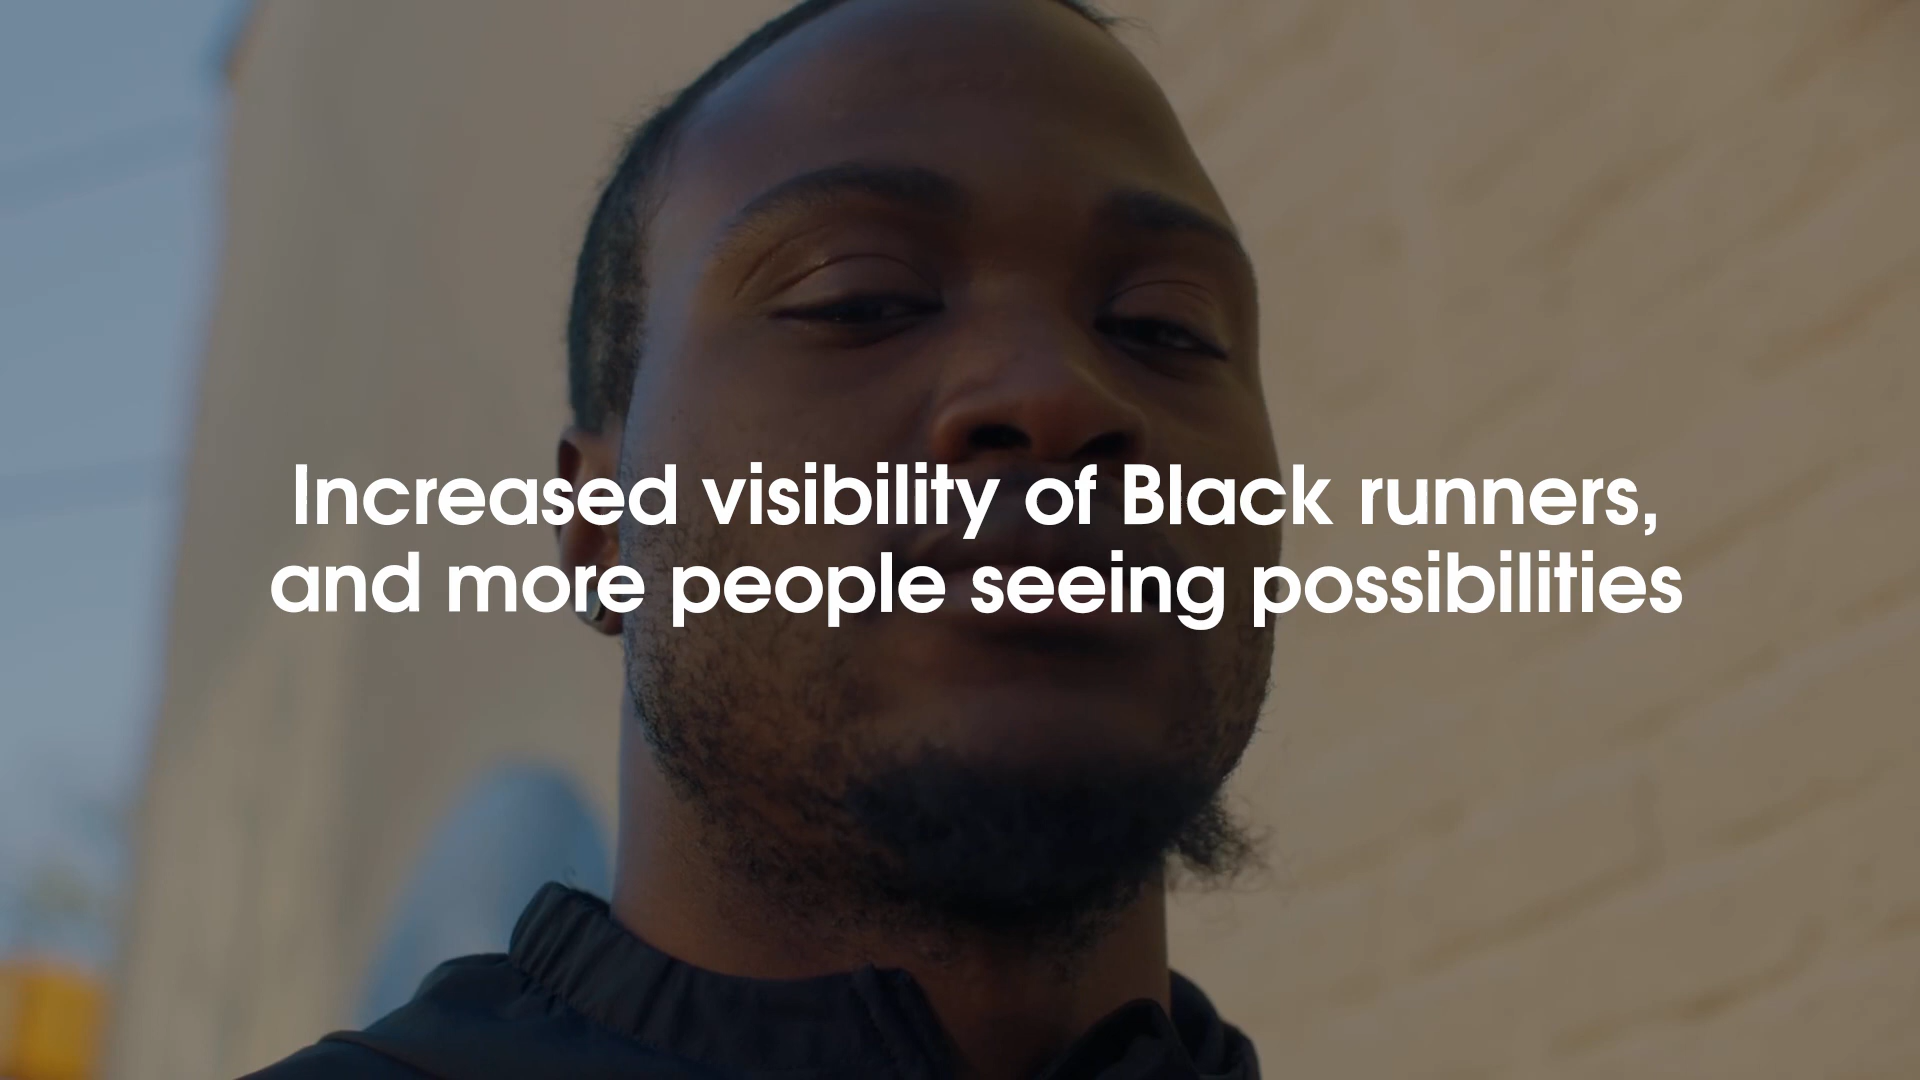 Increased visibility of Black runners,
and more people seeing possibilities